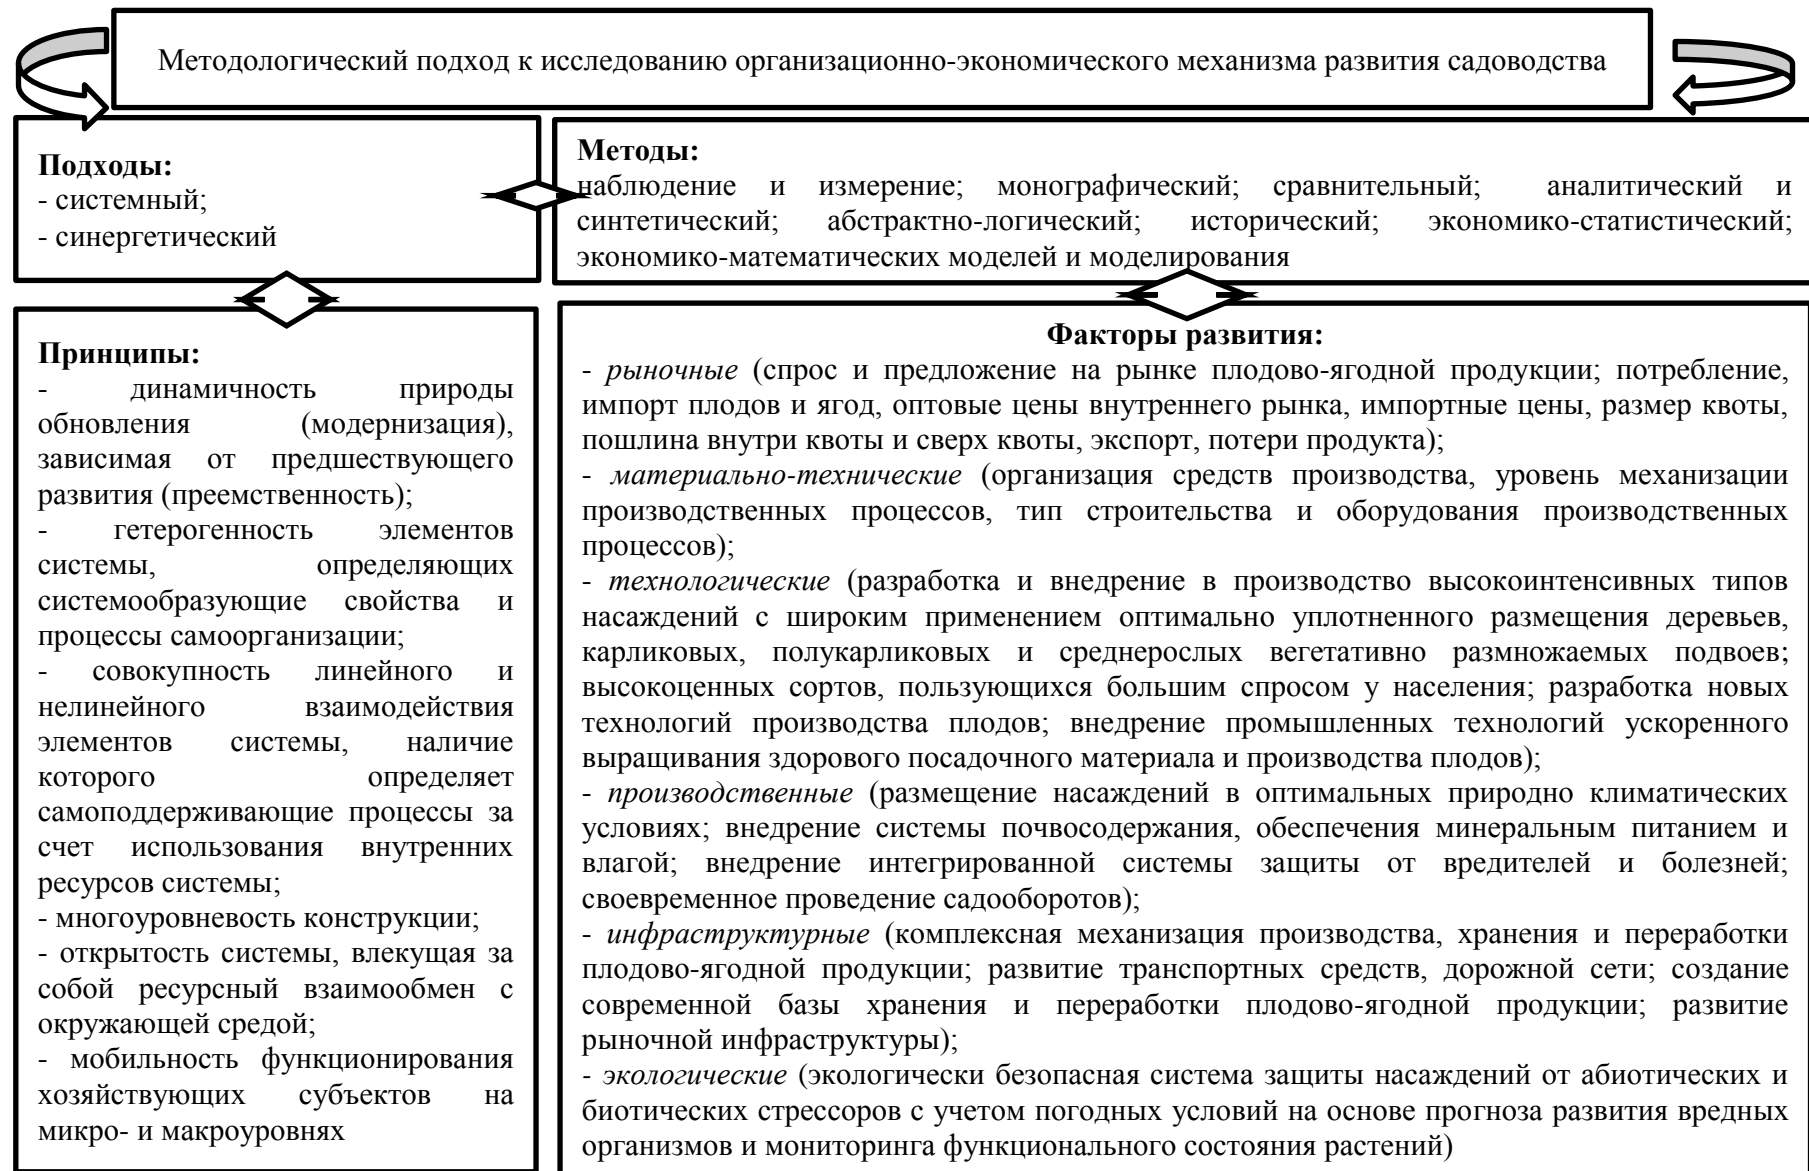 Методологический подход к исследованию организационно-экономического механизма развития садоводства
Подходы:
- системный;
- синергетический
Методы:
наблюдение и измерение; монографический; сравнительный; аналитический и
синтетический; абстрактно-логический; исторический; экономико-статистический;
экономико-математических моделей и моделирования
Принципы:
- динамичность природы
обновления (модернизация),
зависимая от предшествующего
развития (преемственность);
- гетерогенность элементов
системы, определяющих
системообразующие свойства и
процессы самоорганизации;
- совокупность линейного и
нелинейного взаимодействия
элементов системы, наличие
которого определяет
самоподдерживающие процессы за
счет использования внутренних
ресурсов системы;
- многоуровневость конструкции;
- открытость системы, влекущая за
собой ресурсный взаимообмен с
окружающей средой;
- мобильность функционирования
хозяйствующих субъектов на
микро- и макроуровнях
Факторы развития:
- рыночные (спрос и предложение на рынке плодово-ягодной продукции; потребление,
импорт плодов и ягод, оптовые цены внутреннего рынка, импортные цены, размер квоты,
пошлина внутри квоты и сверх квоты, экспорт, потери продукта);
- материально-технические (организация средств производства, уровень механизации
производственных процессов, тип строительства и оборудования производственных
процессов);
- технологические (разработка и внедрение в производство высокоинтенсивных типов
насаждений с широким применением оптимально уплотненного размещения деревьев,
карликовых, полукарликовых и среднерослых вегетативно размножаемых подвоев;
высокоценных сортов, пользующихся большим спросом у населения; разработка новых
технологий производства плодов; внедрение промышленных технологий ускоренного
выращивания здорового посадочного материала и производства плодов);
- производственные (размещение насаждений в оптимальных природно климатических
условиях; внедрение системы почвосодержания, обеспечения минеральным питанием и
влагой; внедрение интегрированной системы защиты от вредителей и болезней;
своевременное проведение садооборотов);
- инфраструктурные (комплексная механизация производства, хранения и переработки
плодово-ягодной продукции; развитие транспортных средств, дорожной сети; создание
современной базы хранения и переработки плодово-ягодной продукции; развитие
рыночной инфраструктуры);
- экологические (экологически безопасная система защиты насаждений от абиотических и
биотических стрессоров с учетом погодных условий на основе прогноза развития вредных
организмов и мониторинга функционального состояния растений)